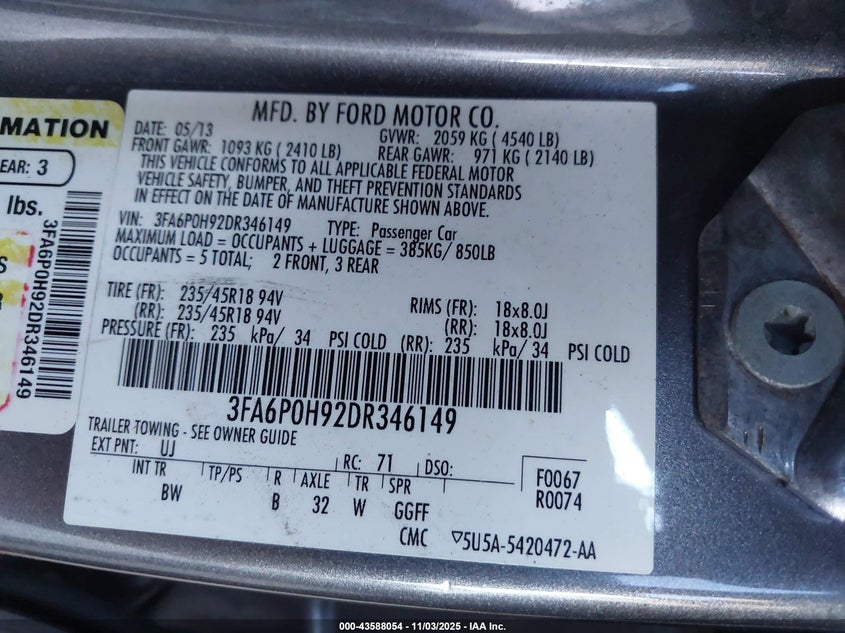 MFD. BY FORD MOTOR CO.
DATE: 05/13 GVWR: 2059 KG ( 4540 LB)
FRONT GAWR: 1093 KG ( 2410 LB) REAR GAWR: 971 KG ( 2140 LB)
THIS VEHICLE CONFORMS TO ALL APPLICABLE FEDERAL MOTOR
VEHICLE SAFETY, BUMPER, AND THEFT PREVENTION STANDARDS
IN EFFECT ON THE DATE OF MANUFACTURE SHOWN ABOVE.
VIN: 3FA6P0H92DR346149 TYPE: Passenger Car
MAXIMUM LOAD = OCCUPANTS + LUGGAGE = 385KG/ 850LB
OCCUPANTS = 5 TOTAL; 2 FRONT, 3 REAR
TIRE (FR): 235/45R18 94V RIMS (FR): 18x8.0J
(RR): 235/45R18 94V (RR): 18x8.0J
PRESSURE (FR): 235 kPa/ 34 PSI COLD (RR): 235 kPa/ 34 PSI COLD
3FA6P0H92DR346149
TRAILER TOWING - SEE OWNER GUIDE
EXT PNT: UJ RC: 71 DSO:
INT TR TP/PS R AXLE TR SPR F0067
BW B 32 W GGFF R0074
CMC ▽5U5A-5420472-AA
MATION
EAR: 3
lbs.
S
3FA6P0H92DR346149
000-43588054 - 11/03/2025 - IAA Inc.